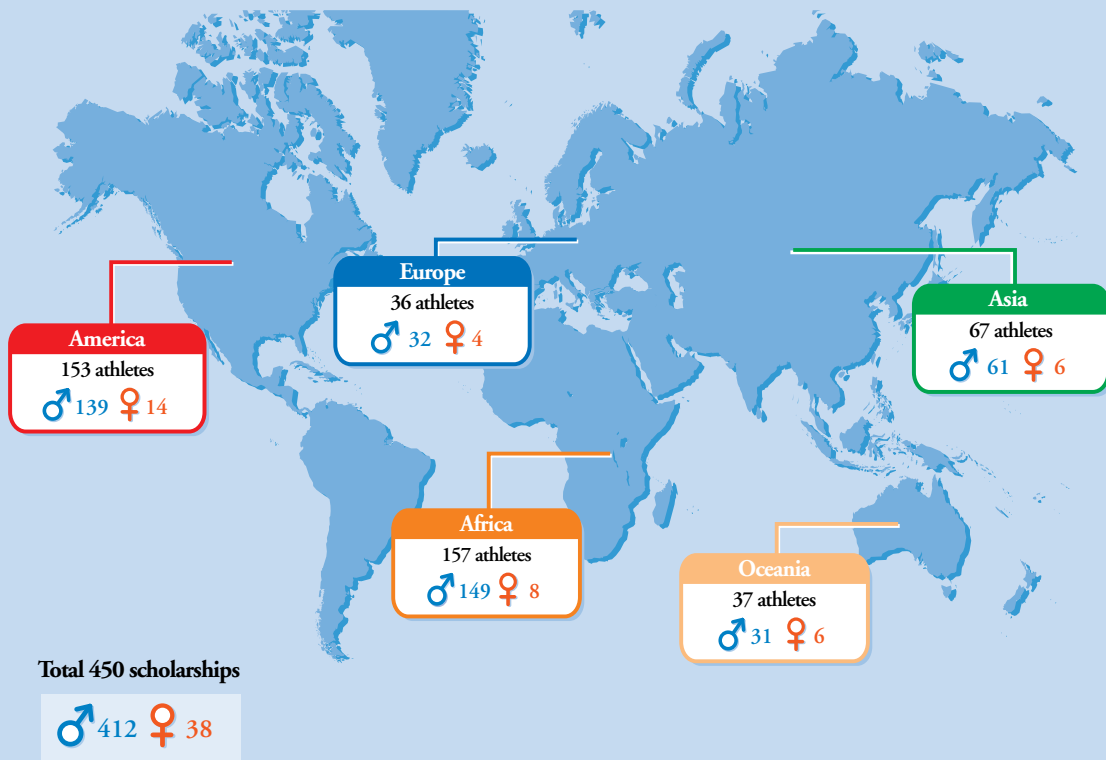 Europe
36 athletes
32 4
Asia
67 athletes
61 6
America
153 athletes
139 14
Africa
157 athletes
149 8
Oceania
37 athletes
31 6
Total 450 scholarships
412 38